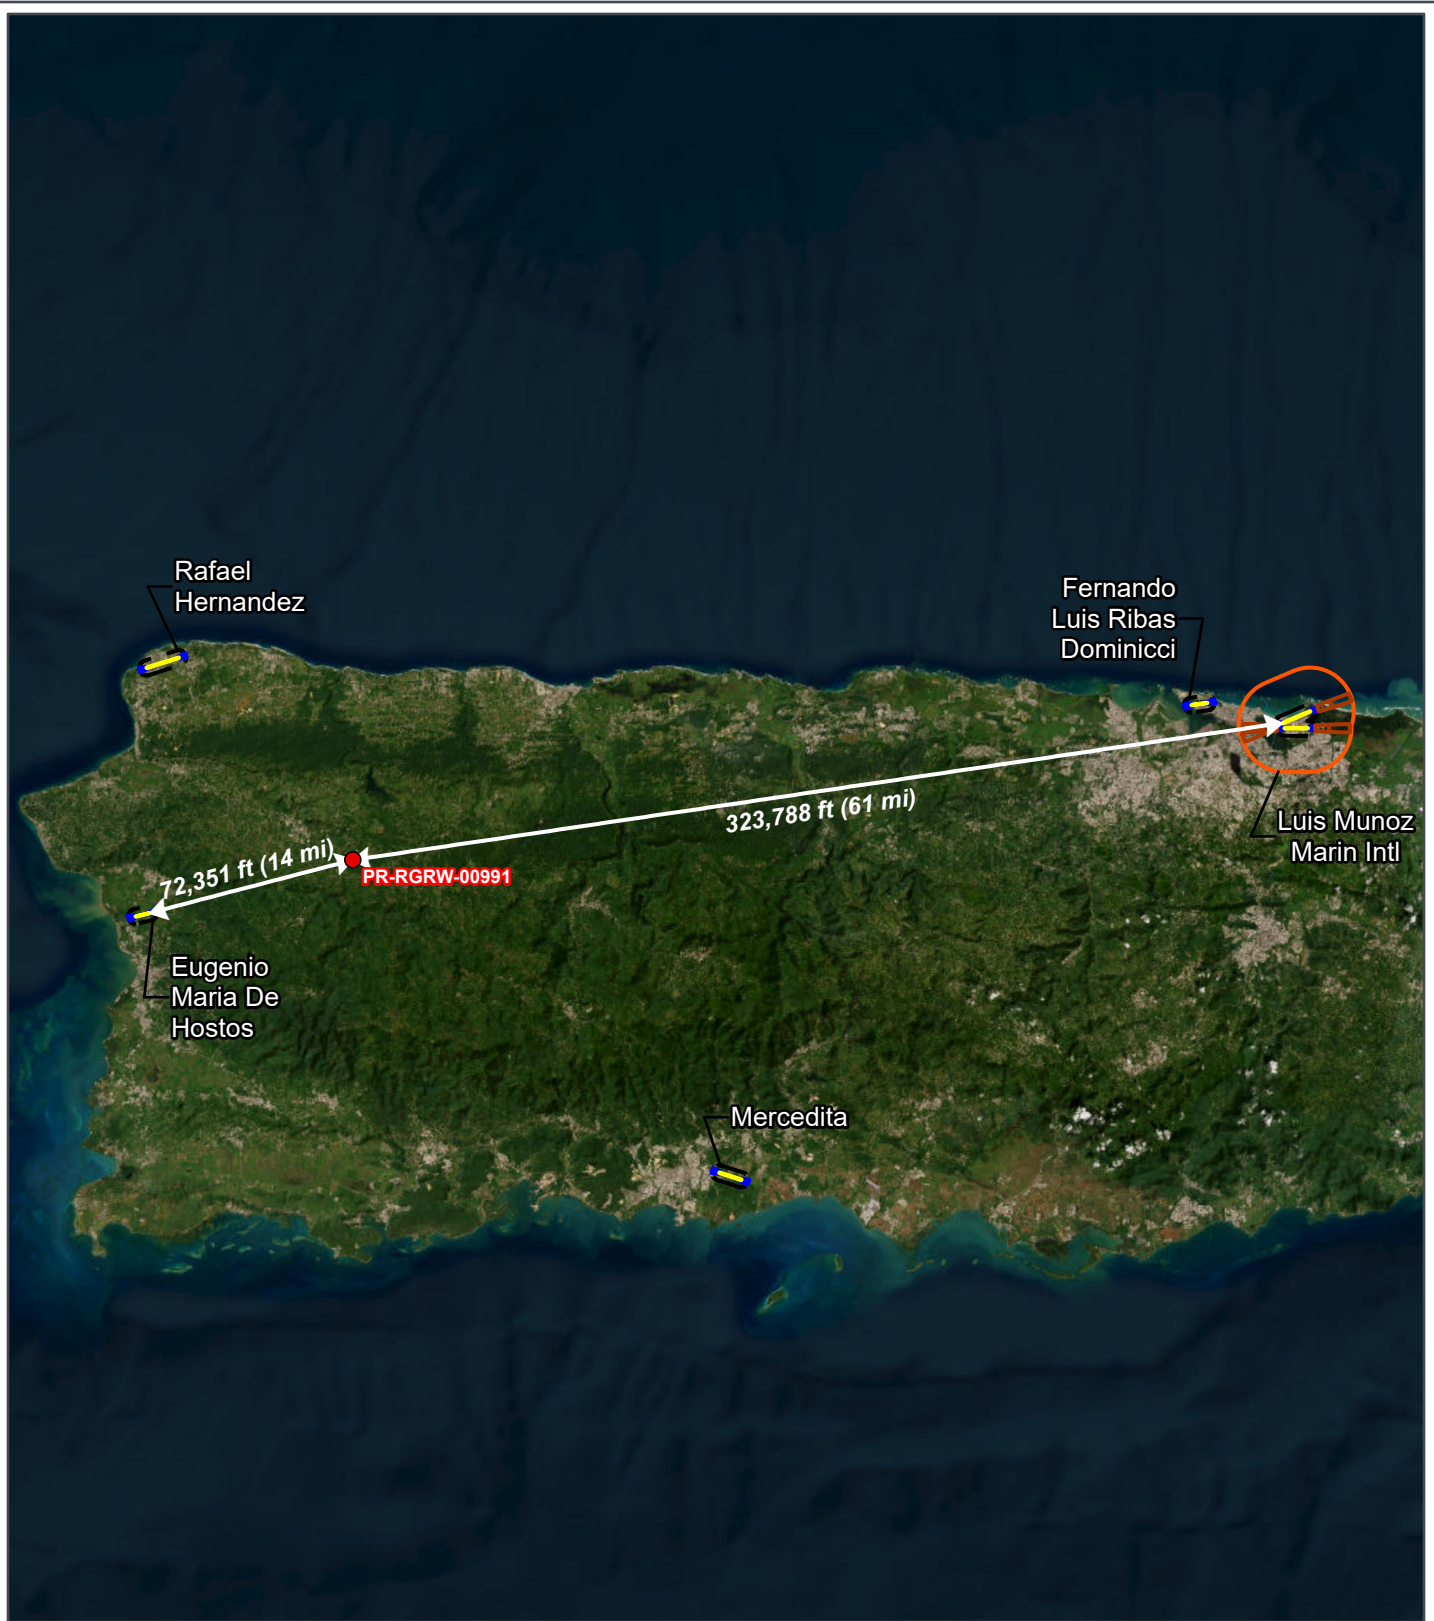 Rafael
Hernandez
Fernando
Luis Ribas
Dominicci
323,788 ft (61 mi)
Luis Munoz
Marin Intl
72,351 ft (14 mi)
PR-RGRW-00991
Eugenio
Maria De
Hostos
Mercedita